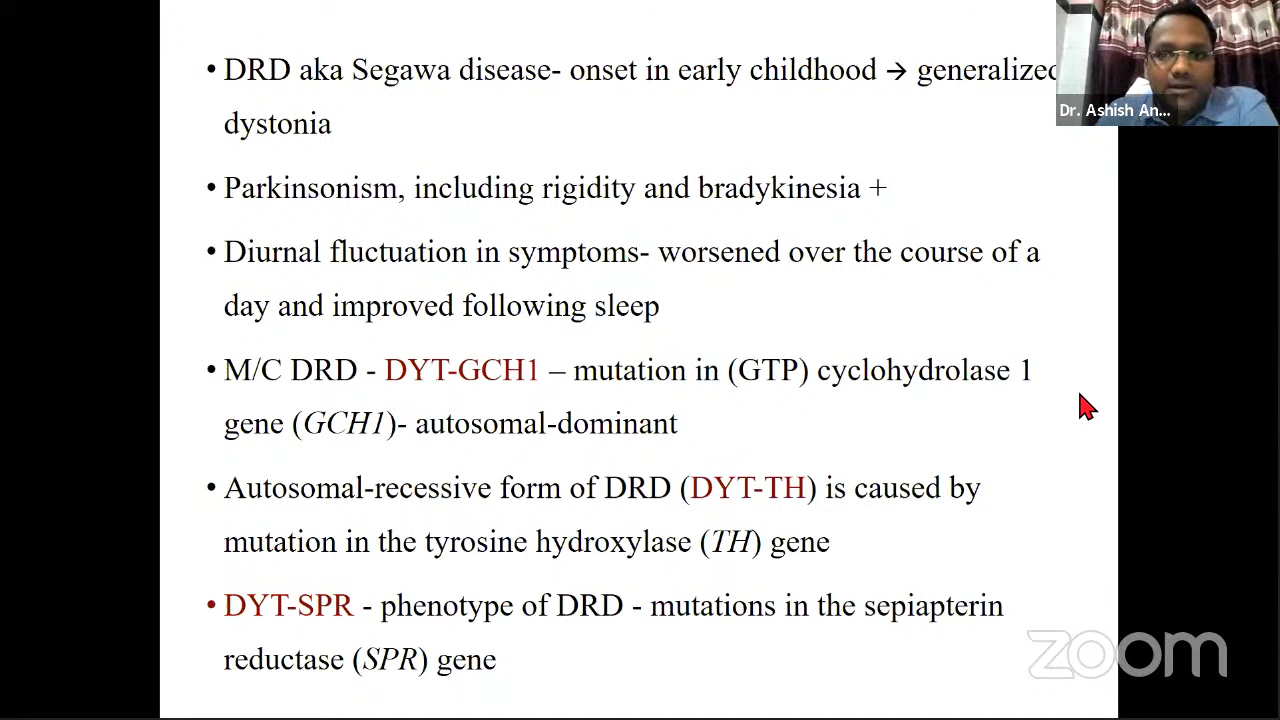 • DRD aka Segawa disease- onset in early childhood → generalized
dystonia
• Parkinsonism, including rigidity and bradykinesia +
• Diurnal fluctuation in symptoms- worsened over the course of a
day and improved following sleep
• M/C DRD - DYT-GCH1 – mutation in (GTP) cyclohydrolase 1
gene (GCH1)- autosomal-dominant
• Autosomal-recessive form of DRD (DYT-TH) is caused by
mutation in the tyrosine hydroxylase (TH) gene
• DYT-SPR - phenotype of DRD - mutations in the sepiapterin
reductase (SPR) gene
Dr. Ashish An...
zoom